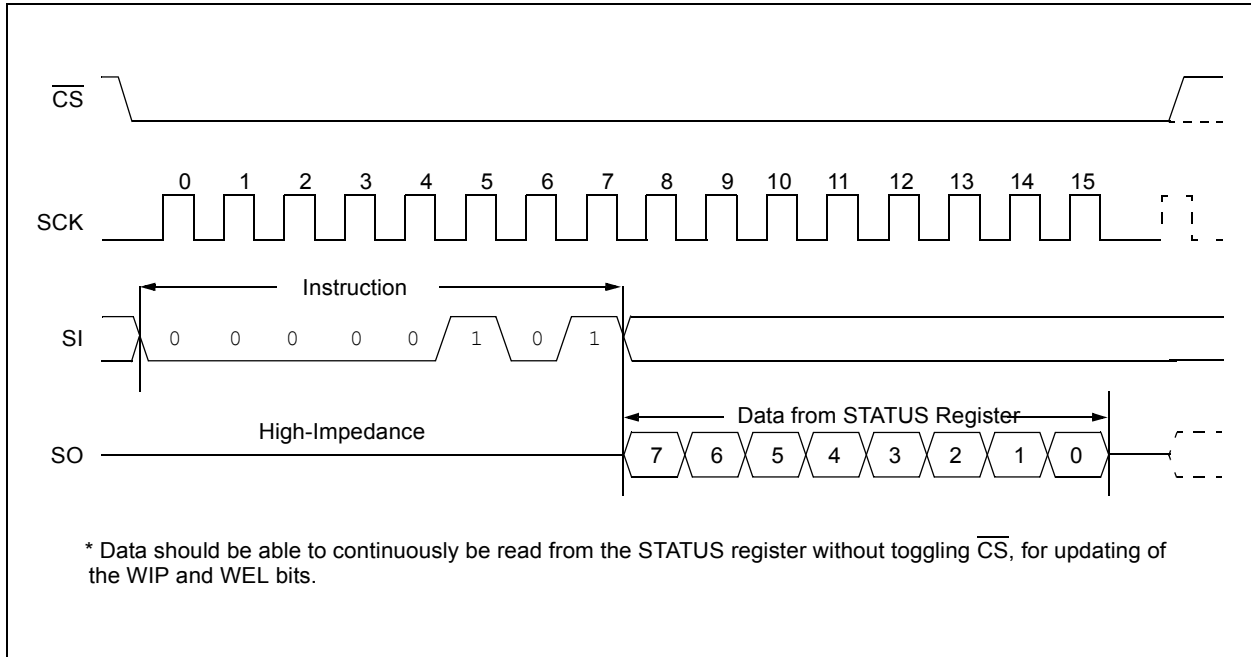 CS
0 1 2 3 4 5 6 7 8 9 10 11 12 13 14 15
SCK
Instruction
SI 0 0 0 0 0 1 0 1
Data from STATUS Register
High-Impedance
SO 7 6 5 4 3 2 1 0
* Data should be able to continuously be read from the STATUS register without toggling CS, for updating of
the WIP and WEL bits.